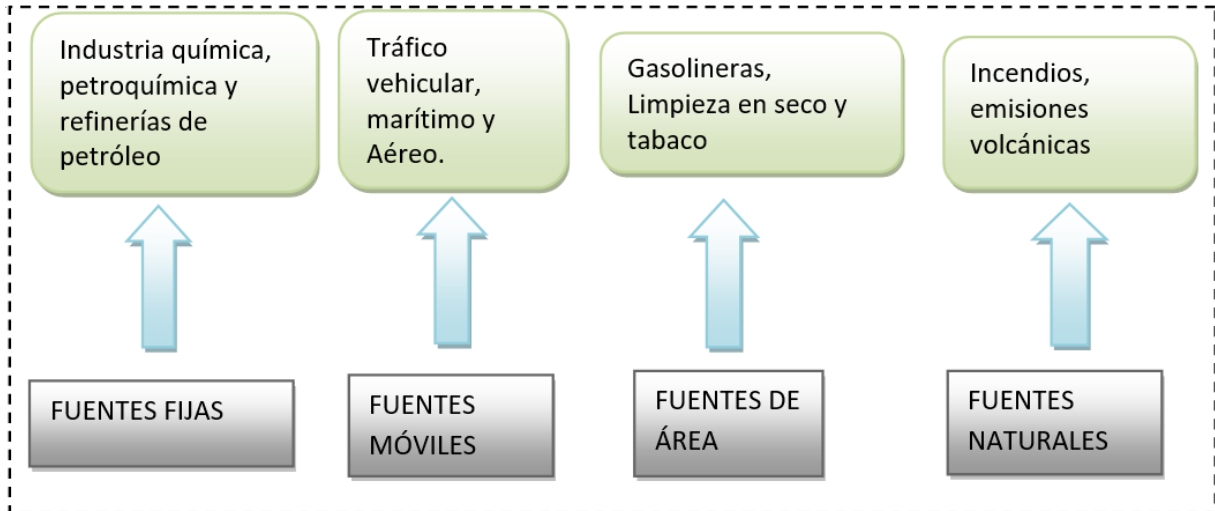 Industria química,
petroquímica y
refinerías de
petróleo
Tráfico
vehicular,
marítimo y
Aéreo.
Gasolineras,
Limpieza en seco y
tabaco
Incendios,
emisiones
volcánicas
FUENTES FIJAS
FUENTES
MÓVILES
FUENTES DE
ÁREA
FUENTES
NATURALES